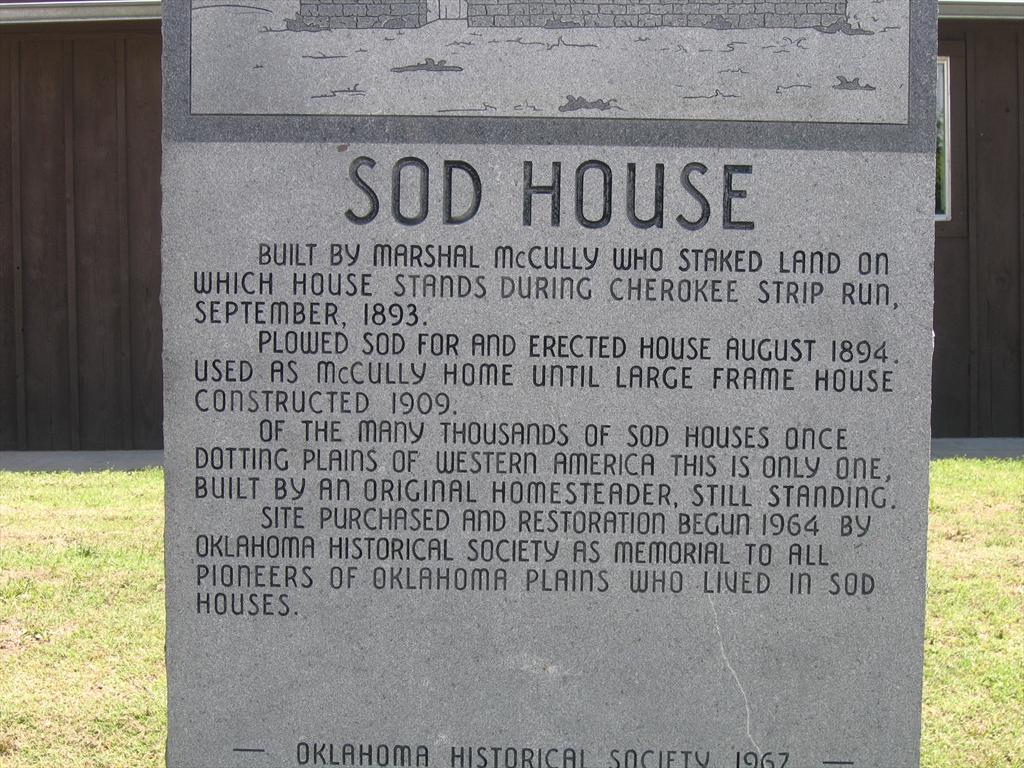 SOD HOUSE
BUILT BY MARSHAL McCULLY WHO STAKED LAND ON
WHICH HOUSE STANDS DURING CHEROKEE STRIP RUN,
SEPTEMBER, 1893.
PLOWED SOD FOR AND ERECTED HOUSE AUGUST 1894.
USED AS McCULLY HOME UNTIL LARGE FRAME HOUSE
CONSTRUCTED 1909.
OF THE MANY THOUSANDS OF SOD HOUSES ONCE
DOTTING PLAINS OF WESTERN AMERICA THIS IS ONLY ONE,
BUILT BY AN ORIGINAL HOMESTEADER, STILL STANDING.
SITE PURCHASED AND RESTORATION BEGUN 1964 BY
OKLAHOMA HISTORICAL SOCIETY AS MEMORIAL TO ALL
PIONEERS OF OKLAHOMA PLAINS WHO LIVED IN SOD
HOUSES.
— OKLAHOMA HISTORICAL SOCIETY 1967 —